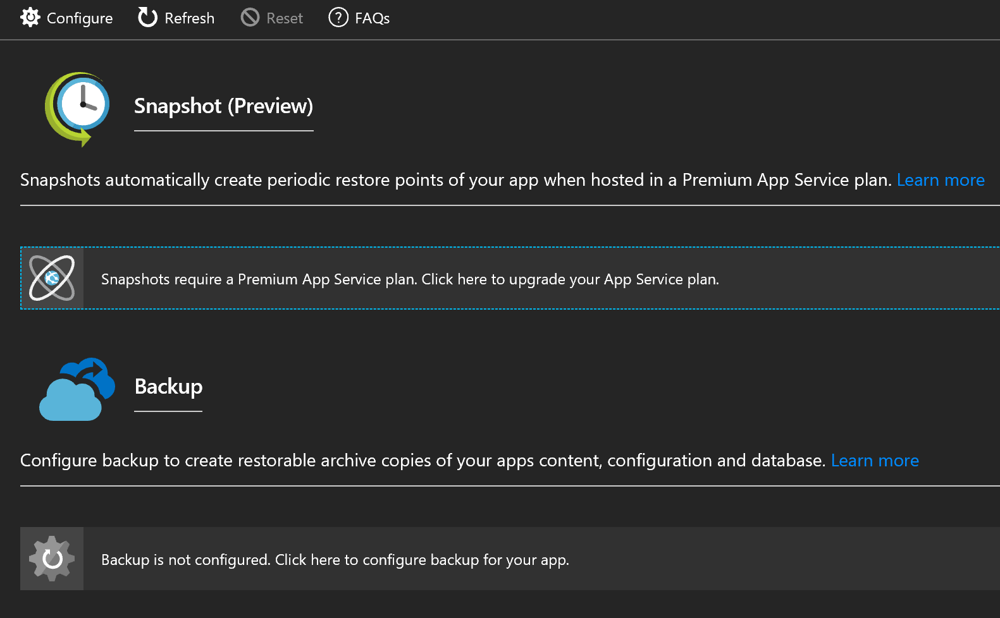 Configure Refresh Reset FAQs
Snapshot (Preview)
Snapshots automatically create periodic restore points of your app when hosted in a Premium App Service plan. Learn more
Snapshots require a Premium App Service plan. Click here to upgrade your App Service plan.
Backup
Configure backup to create restorable archive copies of your apps content, configuration and database. Learn more
Backup is not configured. Click here to configure backup for your app.